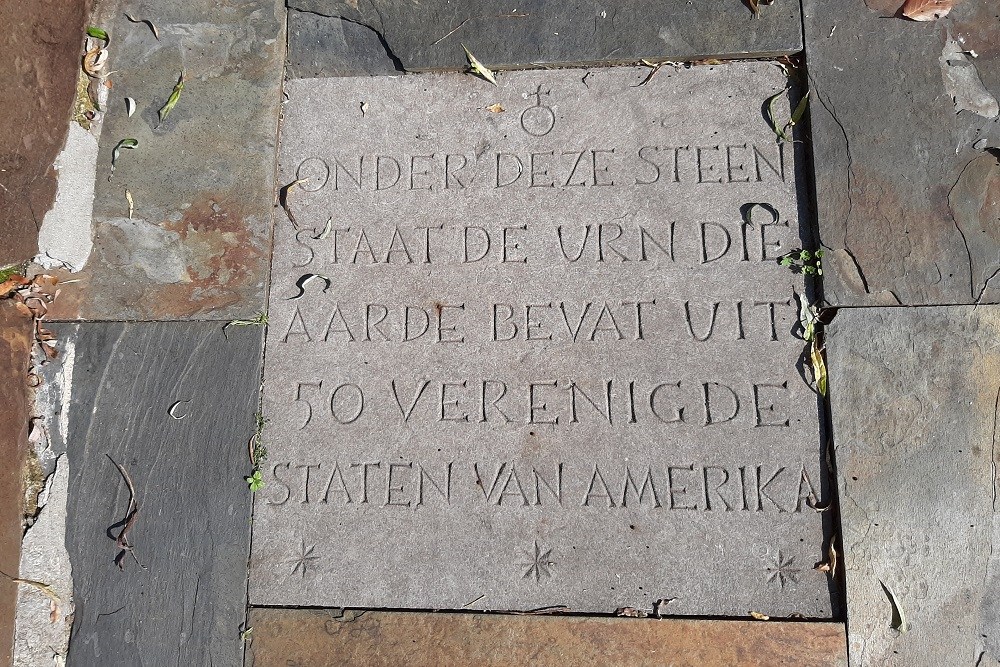 ONDER DEZE STEEN
STAAT DE URN DIE
AARDE BEVAT UIT
50 VERENIGDE
STATEN VAN AMERIKA